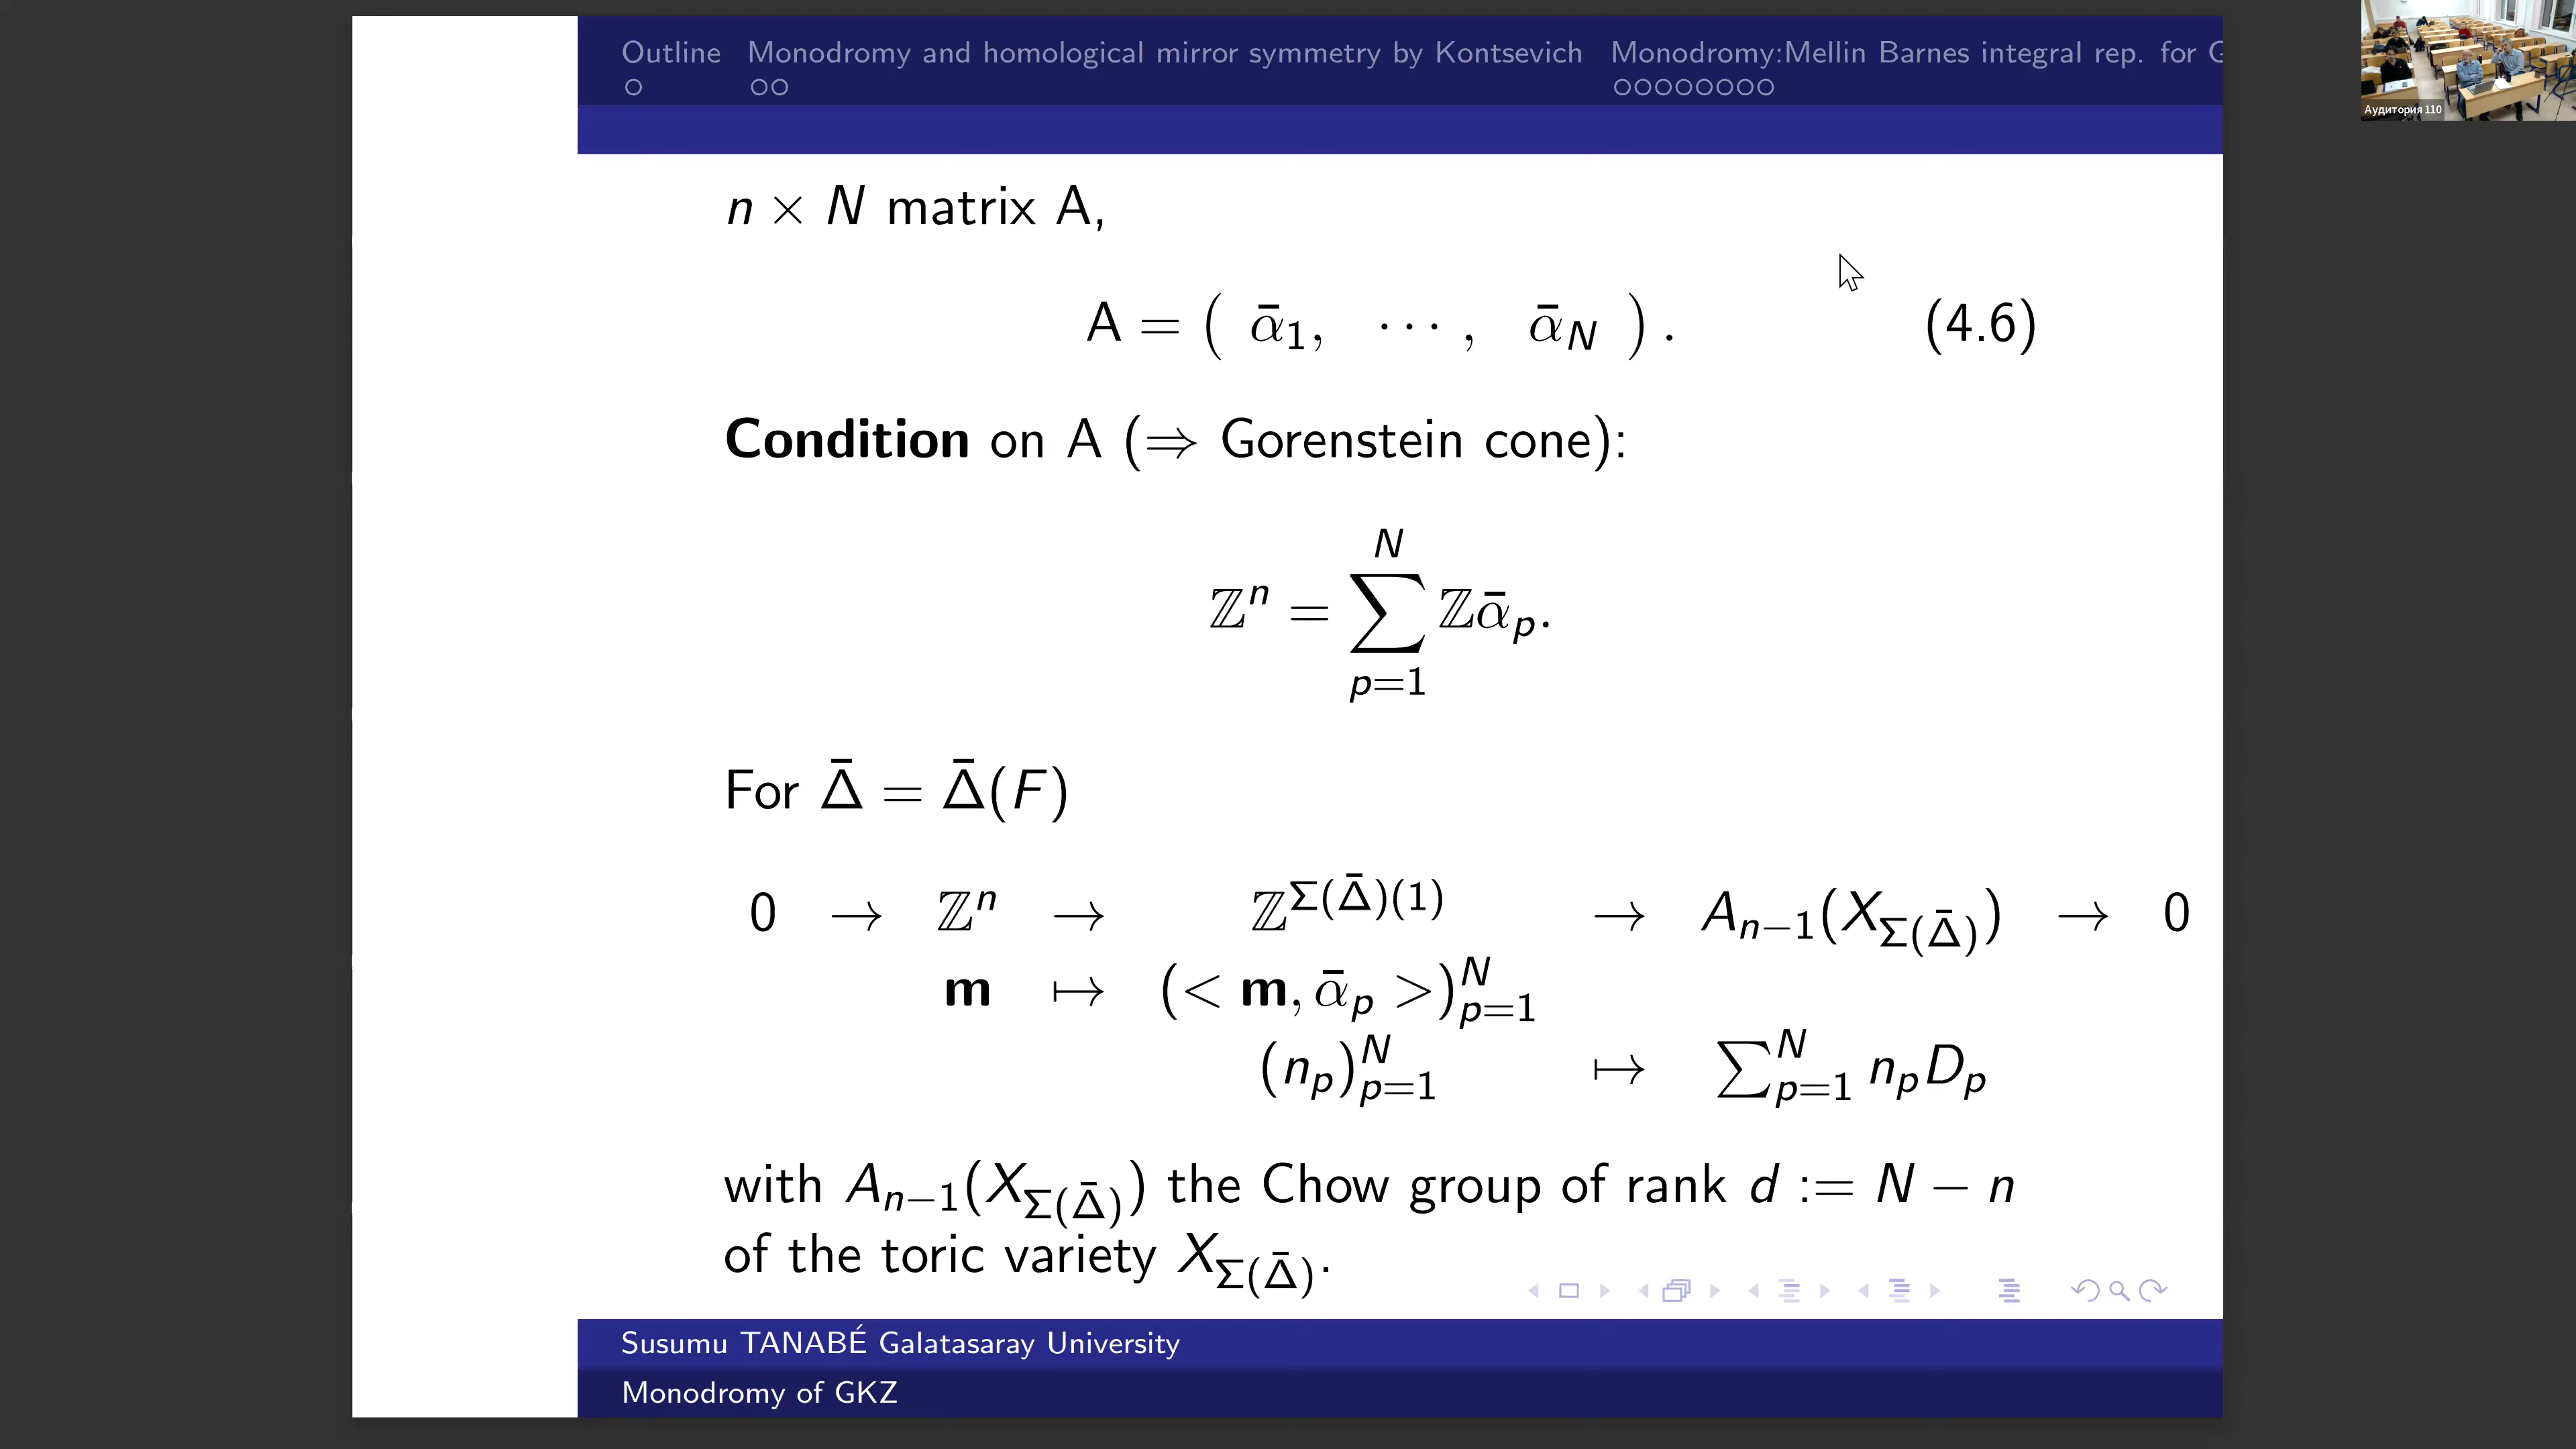 Outline Monodromy and homological mirror symmetry by Kontsevich Monodromy:Mellin Barnes integral rep. for G
n × N matrix A,
A = ( ᾱ₁, ⋯ , ᾱ_N ) . (4.6)
Condition on A (⇒ Gorenstein cone):
ℤⁿ = ∑_{p=1}^{N} ℤᾱ_p.
For Δ̄ = Δ̄(F)
0 → ℤⁿ → ℤ^{Σ(Δ̄)(1)} → A_{n−1}(X_{Σ(Δ̄)}) → 0
m ↦ (< m, ᾱ_p >)_{p=1}^{N}
(n_p)_{p=1}^{N} ↦ ∑_{p=1}^{N} n_p D_p
with A_{n−1}(X_{Σ(Δ̄)}) the Chow group of rank d := N − n
of the toric variety X_{Σ(Δ̄)}.
Susumu TANABÉ Galatasaray University
Monodromy of GKZ
Аудитория 110